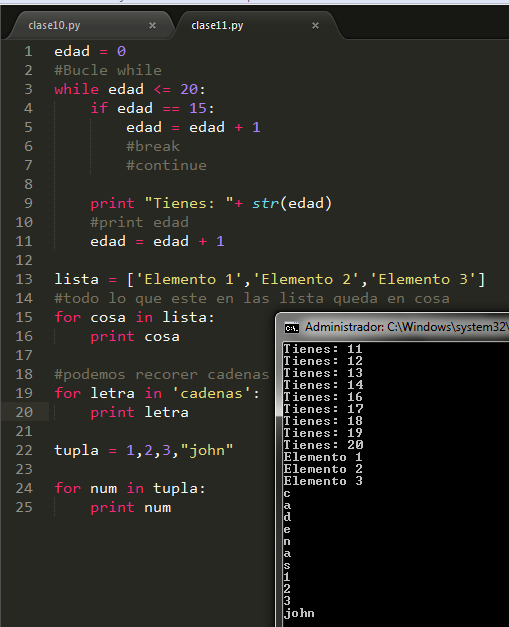 clase10.py × clase11.py ×
1 edad = 0
2 #Bucle while
3 while edad <= 20:
4 if edad == 15:
5 edad = edad + 1
6 #break
7 #continue
8
9 print "Tienes: "+ str(edad)
10 #print edad
11 edad = edad + 1
12
13 lista = ['Elemento 1','Elemento 2','Elemento 3']
14 #todo lo que este en las lista queda en cosa
15 for cosa in lista:
16 print cosa
17
18 #podemos recorer cadenas
19 for letra in 'cadenas':
20 print letra
21
22 tupla = 1,2,3,"john"
23
24 for num in tupla:
25 print num
C:\. Administrador: C:\Windows\system32\
Tienes: 11
Tienes: 12
Tienes: 13
Tienes: 14
Tienes: 16
Tienes: 17
Tienes: 18
Tienes: 19
Tienes: 20
Elemento 1
Elemento 2
Elemento 3
c
a
d
e
n
a
s
1
2
3
john